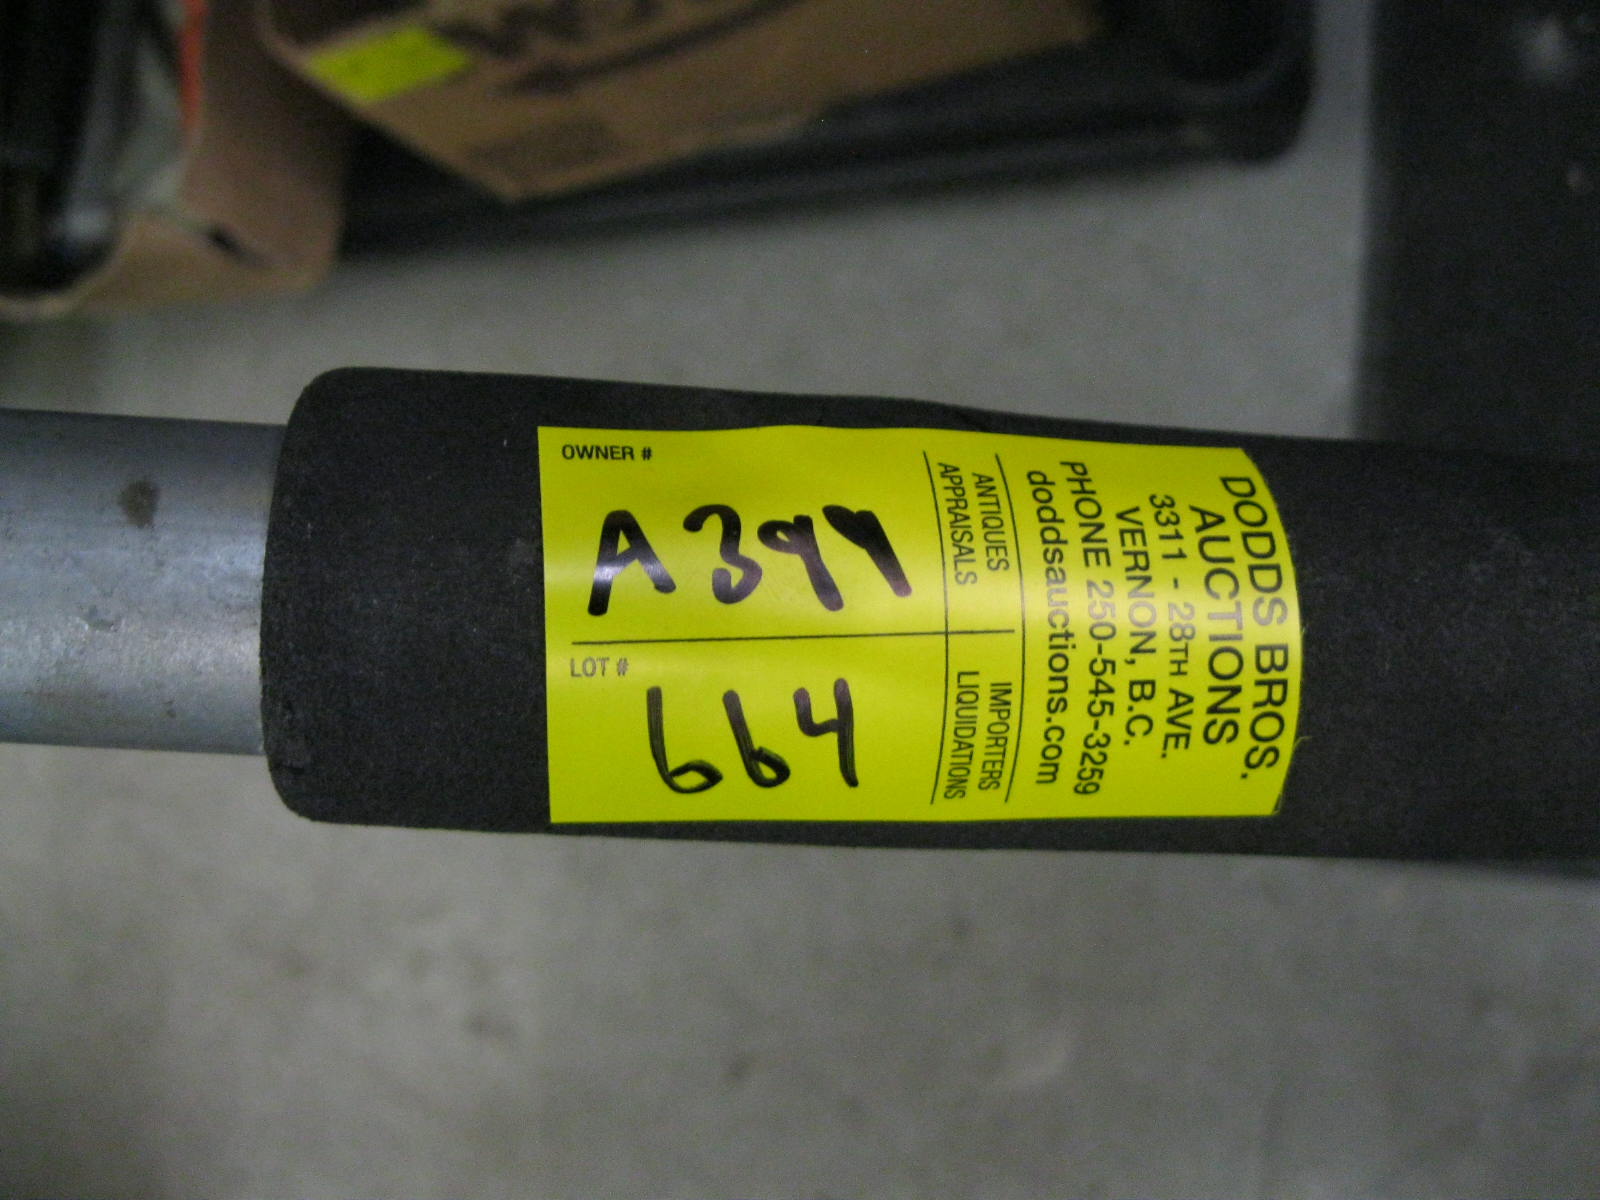 OWNER #
A399
LOT #
664
ANTIQUES
APPRAISALS
IMPORTERS
LIQUIDATIONS
DODDS BROS.
AUCTIONS
3311 - 28TH AVE.
VERNON, B.C.
PHONE 250-545-3259
doddsauctions.com